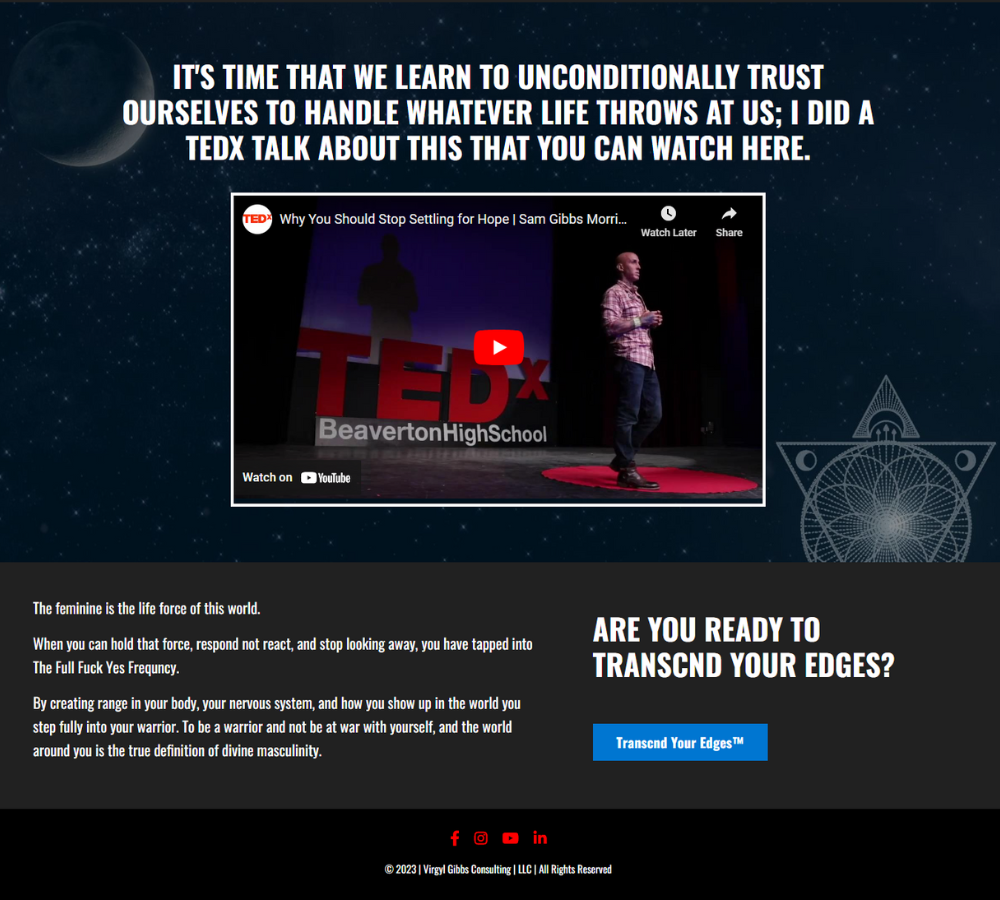 IT'S TIME THAT WE LEARN TO UNCONDITIONALLY TRUST
OURSELVES TO HANDLE WHATEVER LIFE THROWS AT US; I DID A
TEDX TALK ABOUT THIS THAT YOU CAN WATCH HERE.
TEDx
Why You Should Stop Settling for Hope | Sam Gibbs Morri...
Watch Later
Share
TEDx
BeavertonHighSchool
Watch on YouTube
The feminine is the life force of this world.
When you can hold that force, respond not react, and stop looking away, you have tapped into
The Full Fuck Yes Frequncy.
By creating range in your body, your nervous system, and how you show up in the world you
step fully into your warrior. To be a warrior and not be at war with yourself, and the world
around you is the true definition of divine masculinity.
ARE YOU READY TO
TRANSCND YOUR EDGES?
Transcnd Your Edges™
© 2023 | Virgyl Gibbs Consulting | LLC | All Rights Reserved